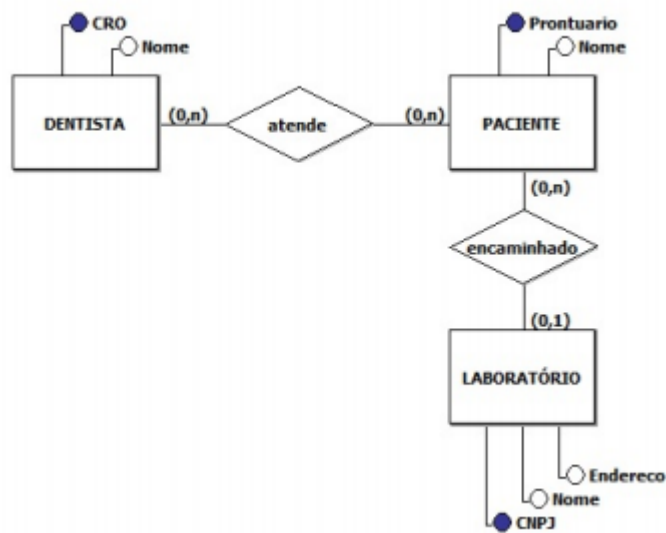 CRO
Nome
Prontuario
Nome
DENTISTA
(0,n)
atende
(0,n)
PACIENTE
(0,n)
encaminhado
(0,1)
LABORATÓRIO
Endereco
Nome
CNPJ